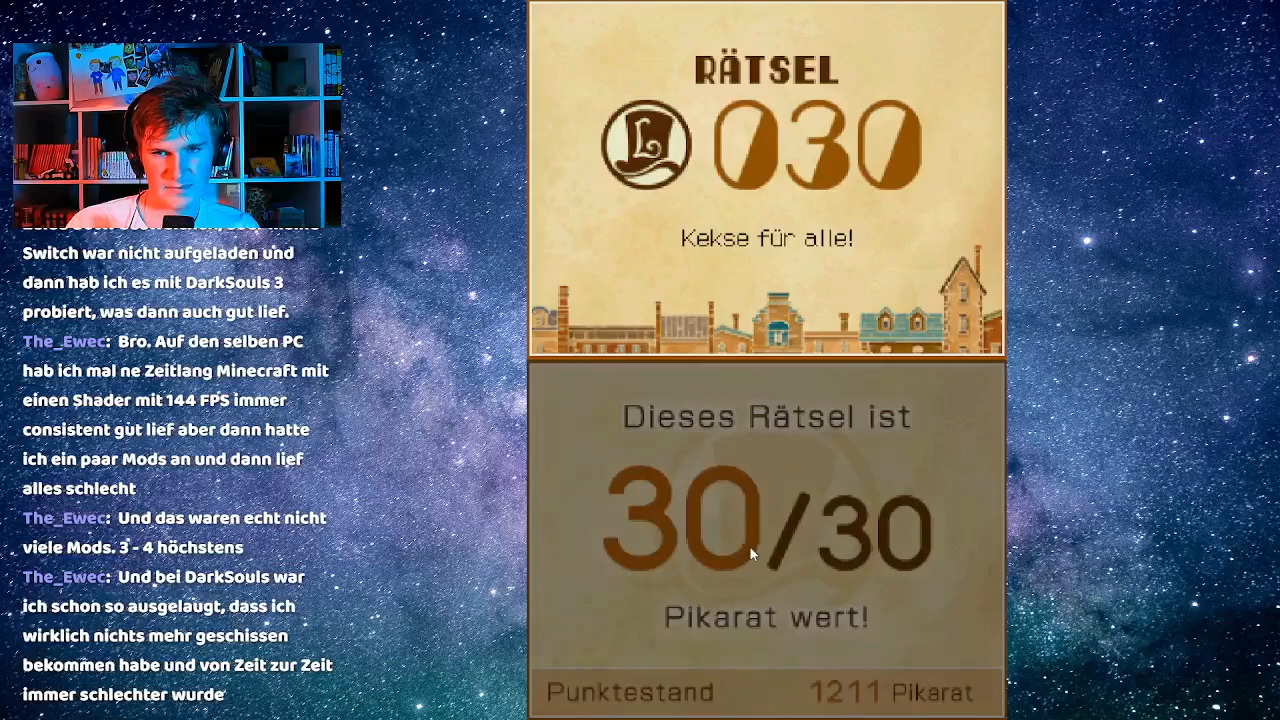 Switch war nicht aufgeladen und
dann hab ich es mit DarkSouls 3
probiert, was dann auch gut lief.
The_Ewec: Bro. Auf den selben PC
hab ich mal ne Zeitlang Minecraft mit
einen Shader mit 144 FPS immer
consistent gut lief aber dann hatte
ich ein paar Mods an und dann lief
alles schlecht
The_Ewec: Und das waren echt nicht
viele Mods. 3 - 4 höchstens
The_Ewec: Und bei DarkSouls war
ich schon so ausgelaugt, dass ich
wirklich nichts mehr geschissen
bekommen habe und von Zeit zur Zeit
immer schlechter wurde
RÄTSEL
L 030
Kekse für alle!
Dieses Rätsel ist
30/30
Pikarat wert!
Punktestand 1211 Pikarat